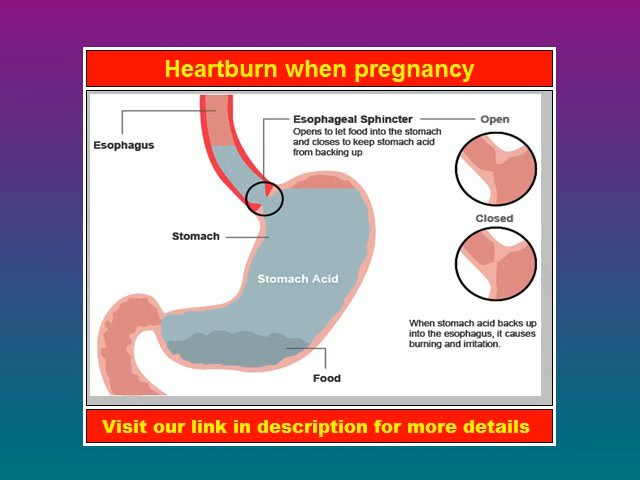 Heartburn when pregnancy
Esophageal Sphincter
Opens to let food into the stomach
and closes to keep stomach acid
from backing up
Open
Esophagus
Closed
Stomach
Stomach Acid
When stomach acid backs up
into the esophagus, it causes
burning and irritation.
Food
Visit our link in description for more details